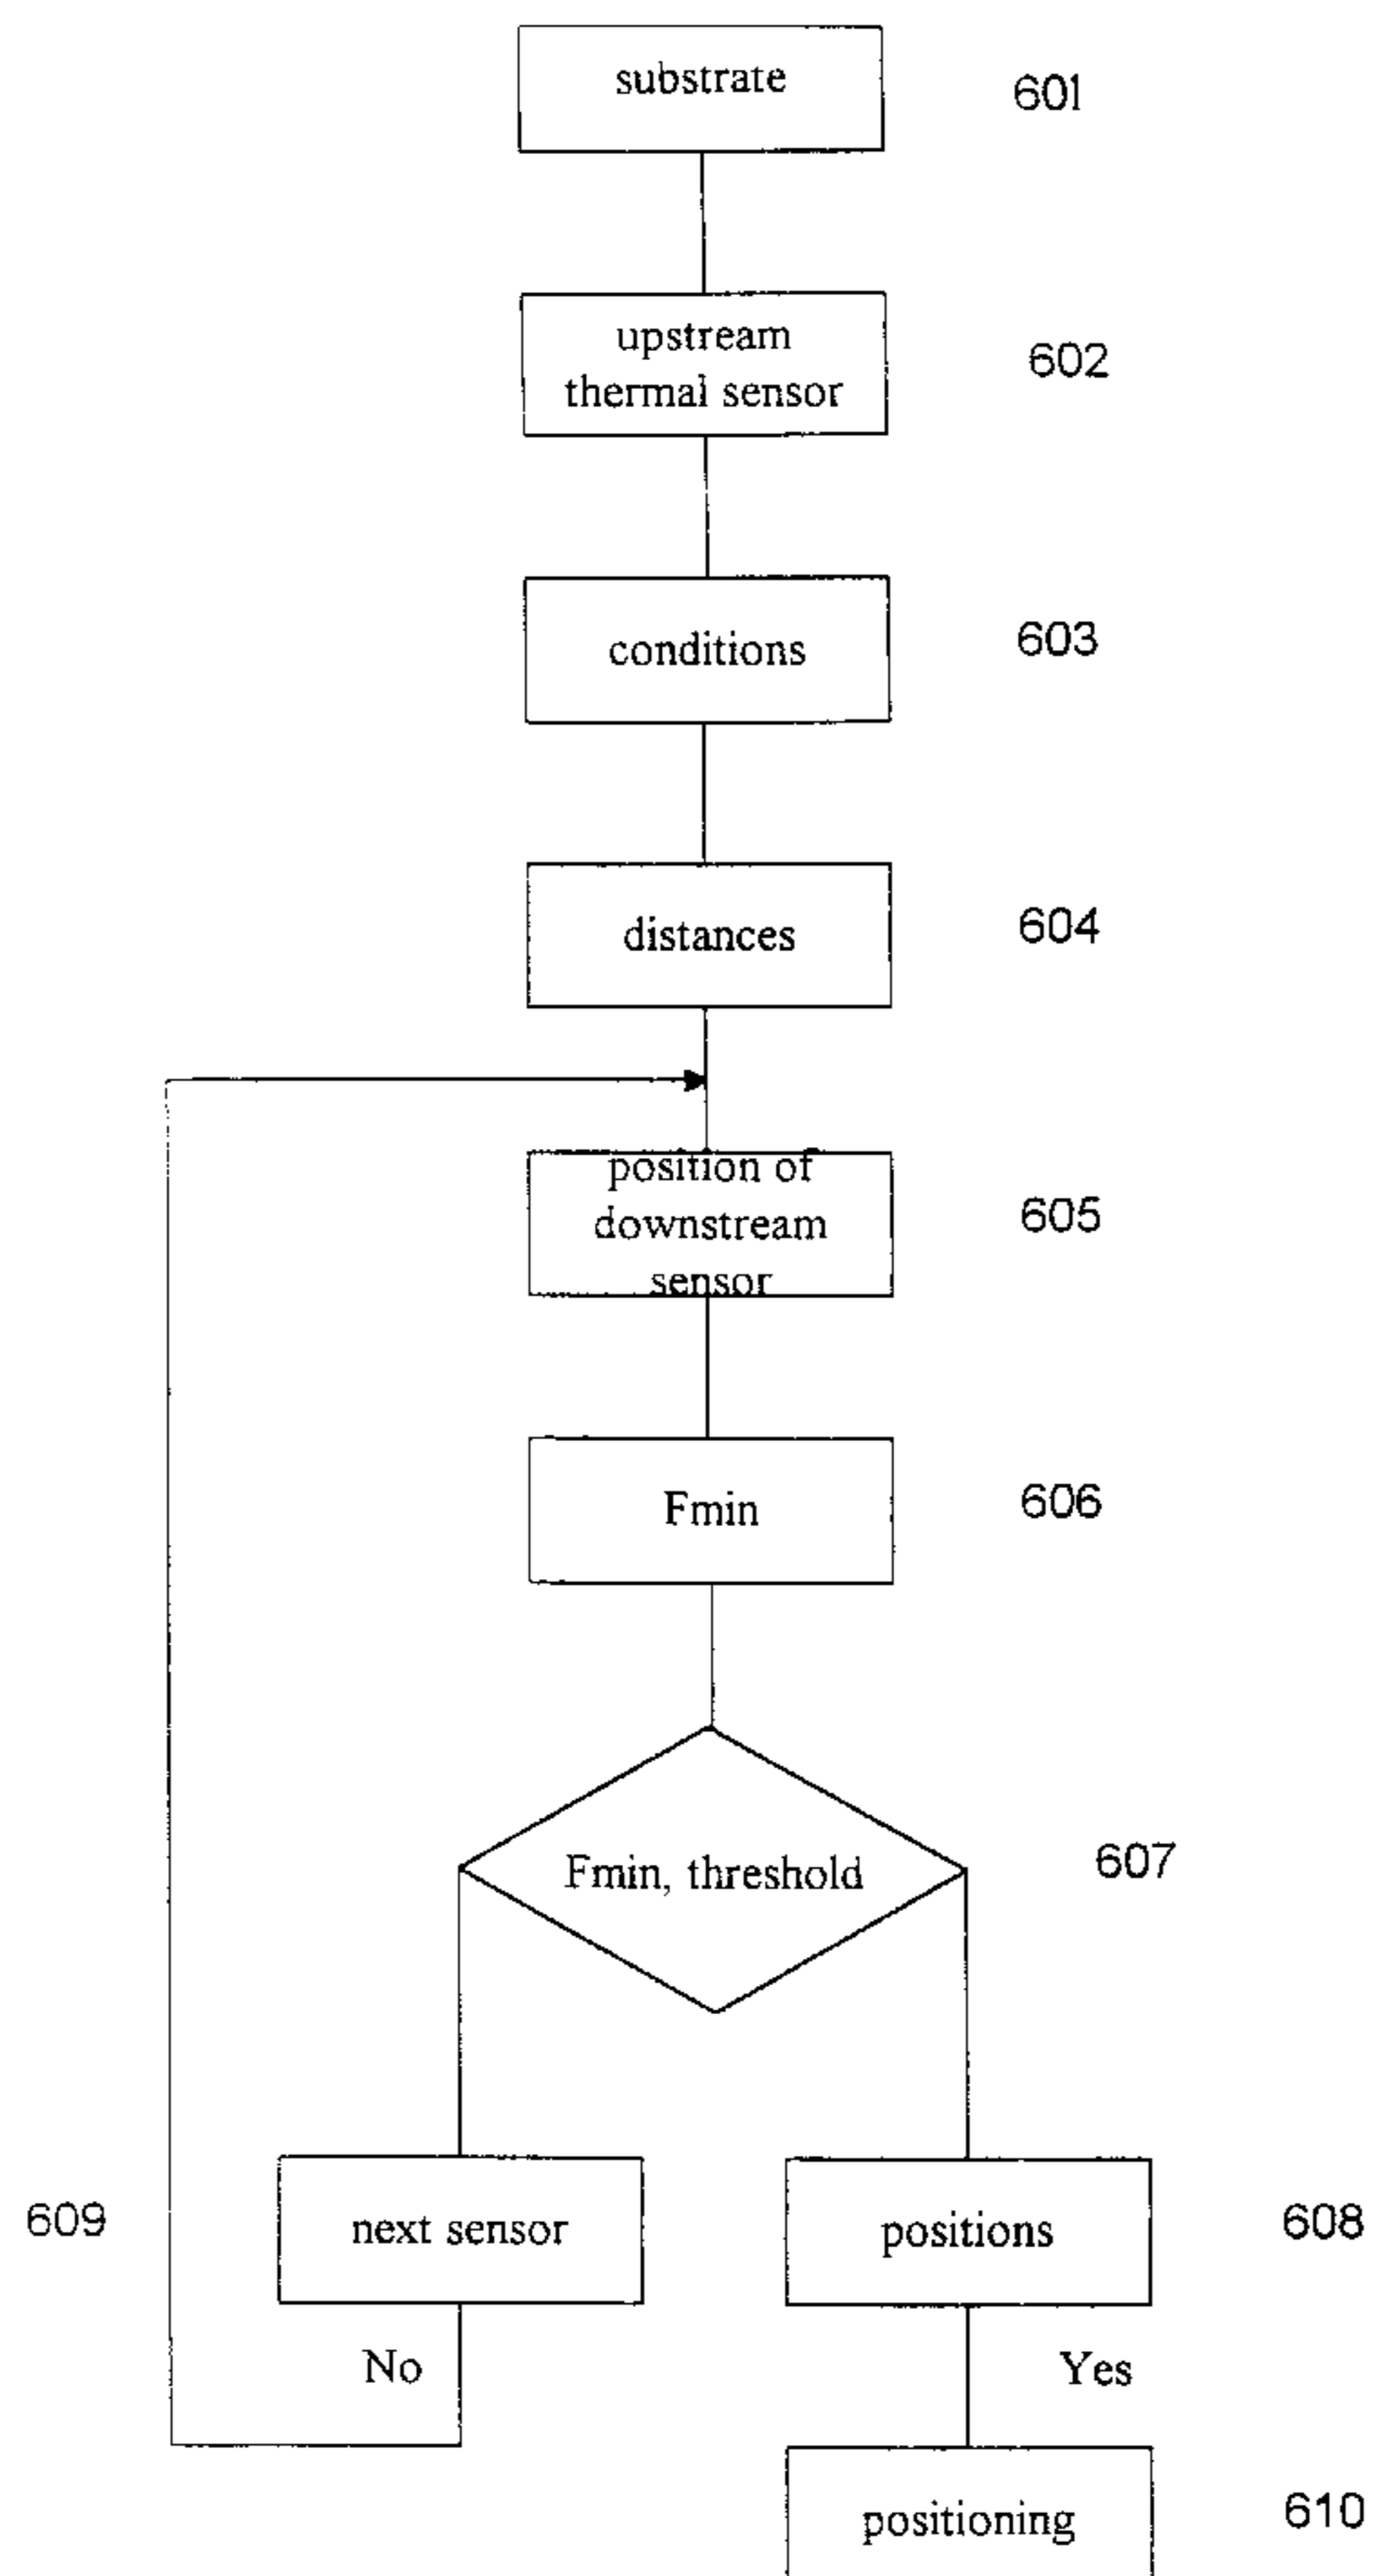 substrate
601
upstream
thermal sensor
602
conditions
603
distances
604
position of
downstream
sensor
605
Fmin
606
Fmin, threshold
607
609
next sensor
positions
608
No
Yes
positioning
610